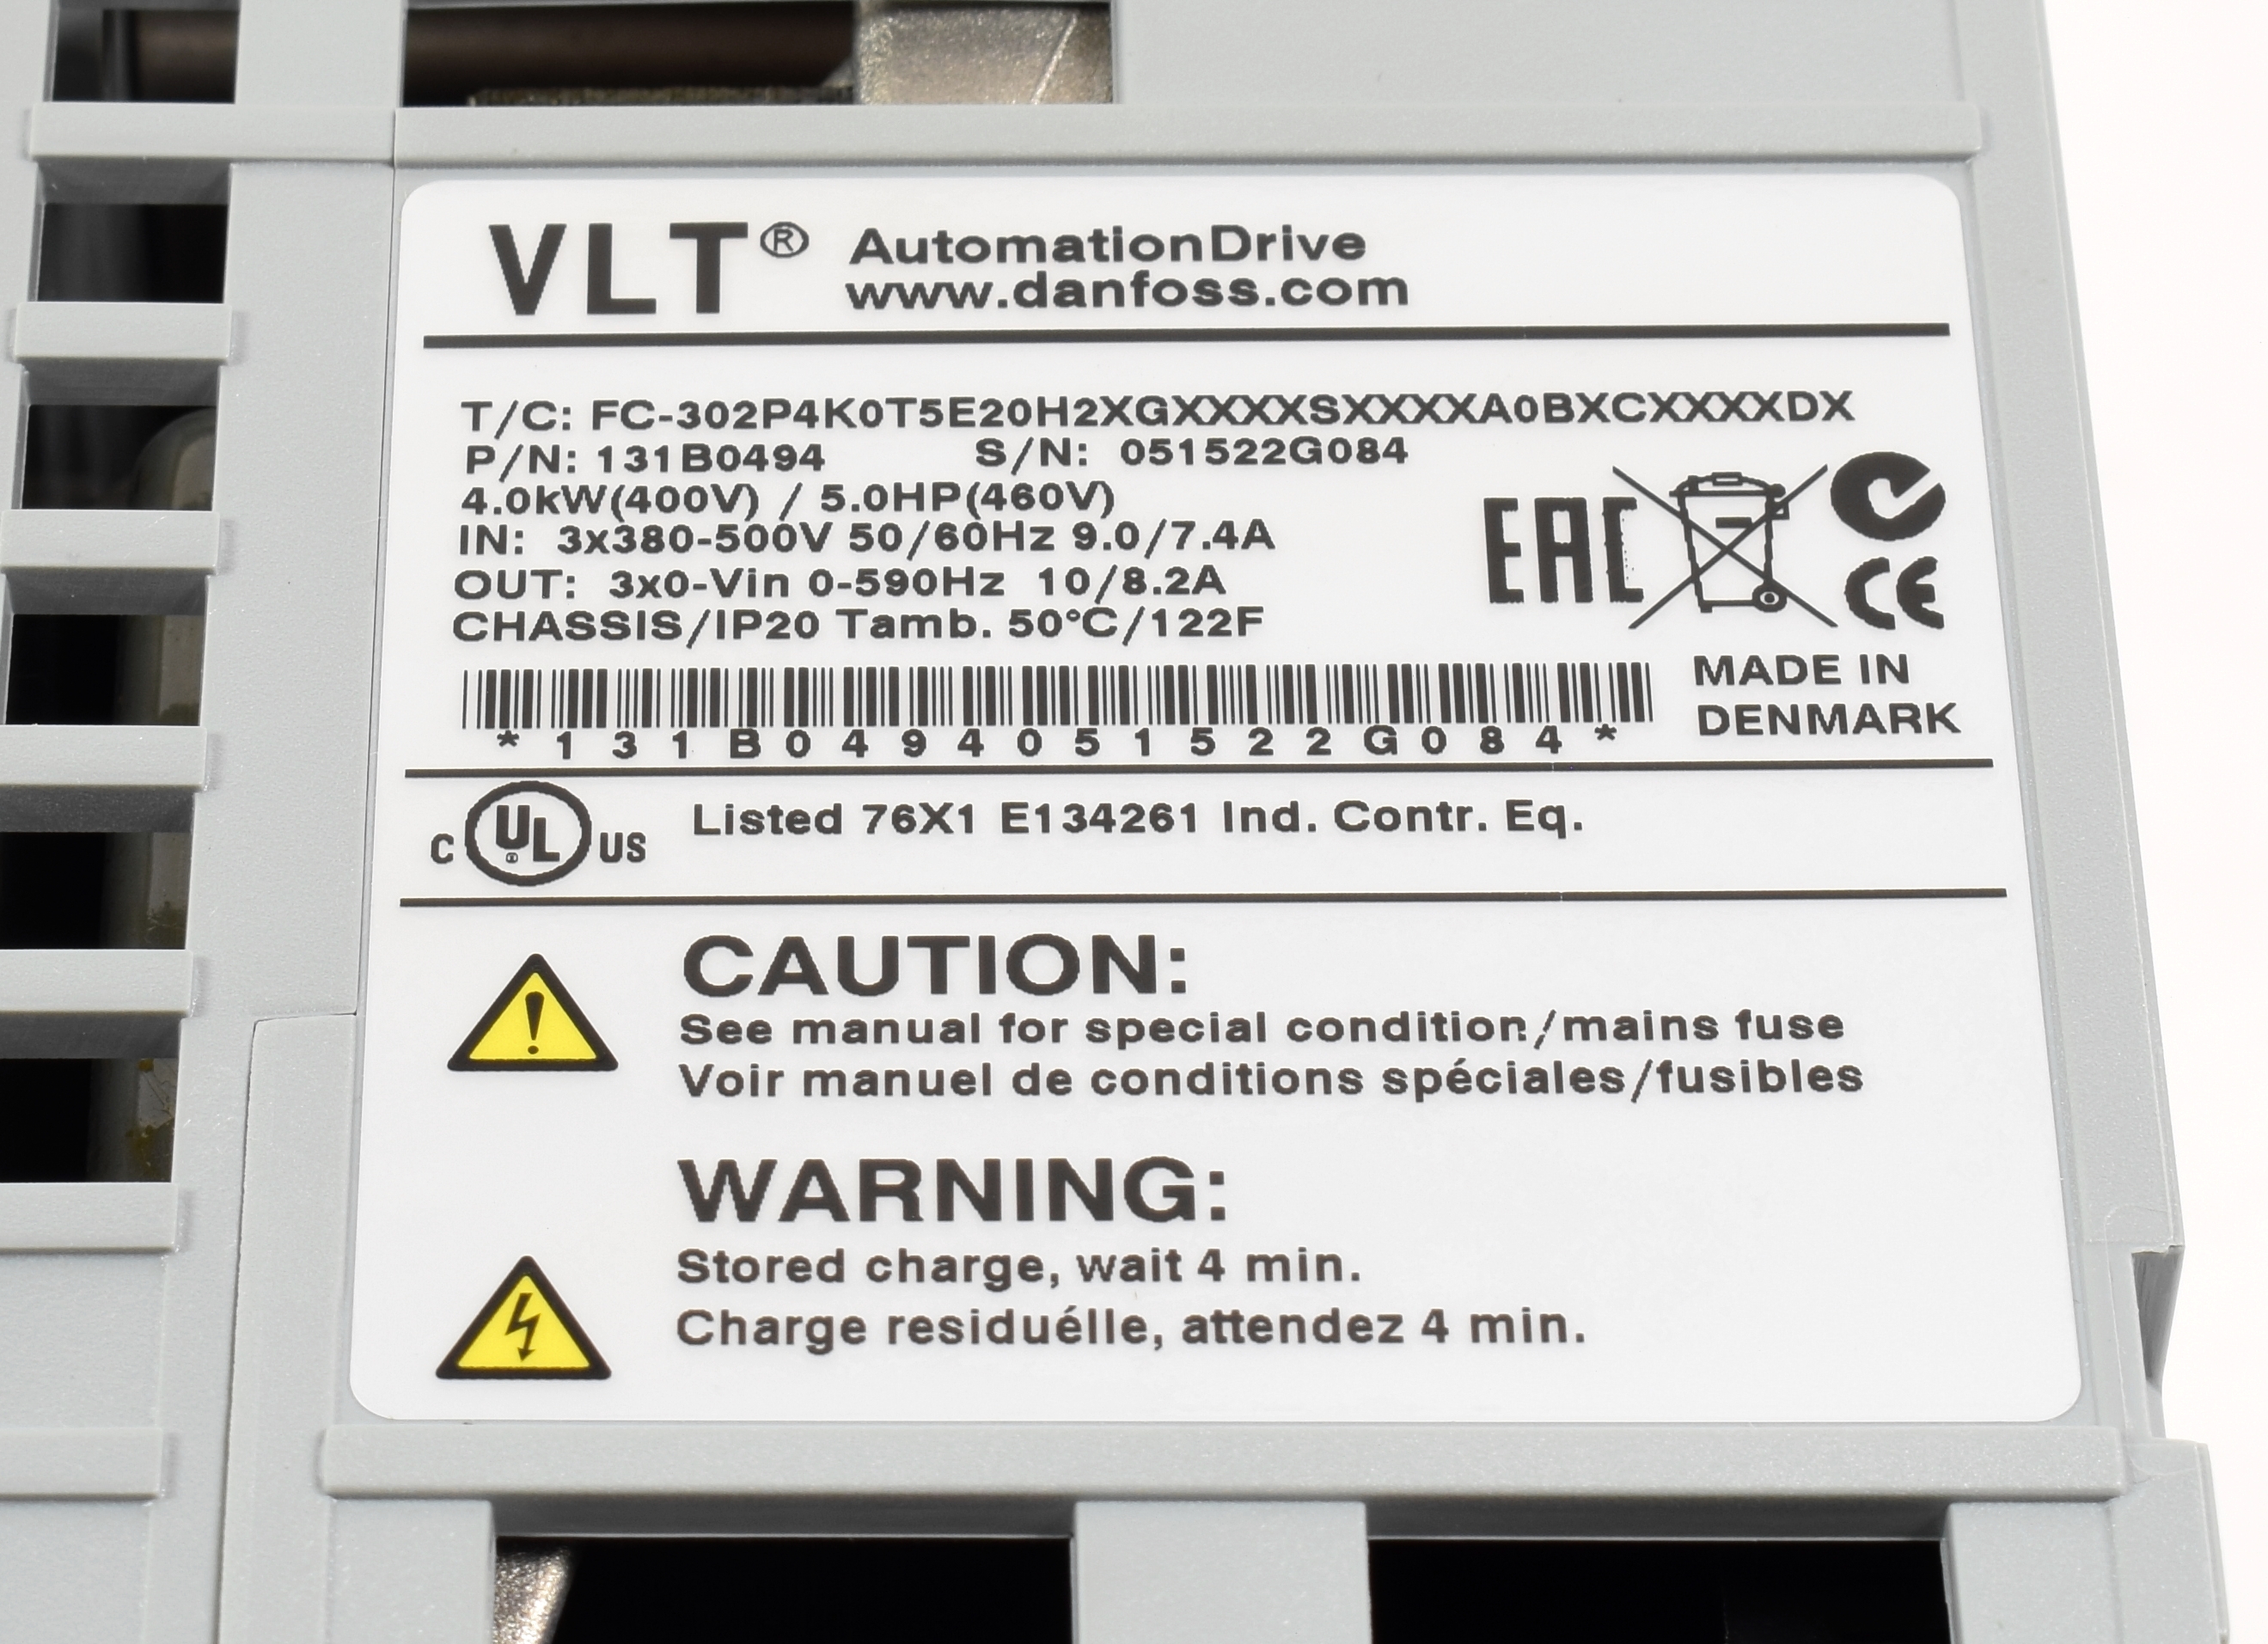 VLT® AutomationDrive
www.danfoss.com
T/C: FC-302P4K0T5E20H2XGXXXXSXXXXA0BXCXXXXDX
P/N: 131B0494 S/N: 051522G084
4.0kW(400V) / 5.0HP(460V)
IN: 3x380-500V 50/60Hz 9.0/7.4A
OUT: 3x0-Vin 0-590Hz 10/8.2A
CHASSIS/IP20 Tamb. 50°C/122F
EAC
CE
MADE IN
DENMARK
*131B0494051522G084*
C UL® US Listed 76X1 E134261 Ind. Contr. Eq.
CAUTION:
See manual for special condition/mains fuse
Voir manuel de conditions spéciales/fusibles
WARNING:
Stored charge, wait 4 min.
Charge residuélle, attendez 4 min.